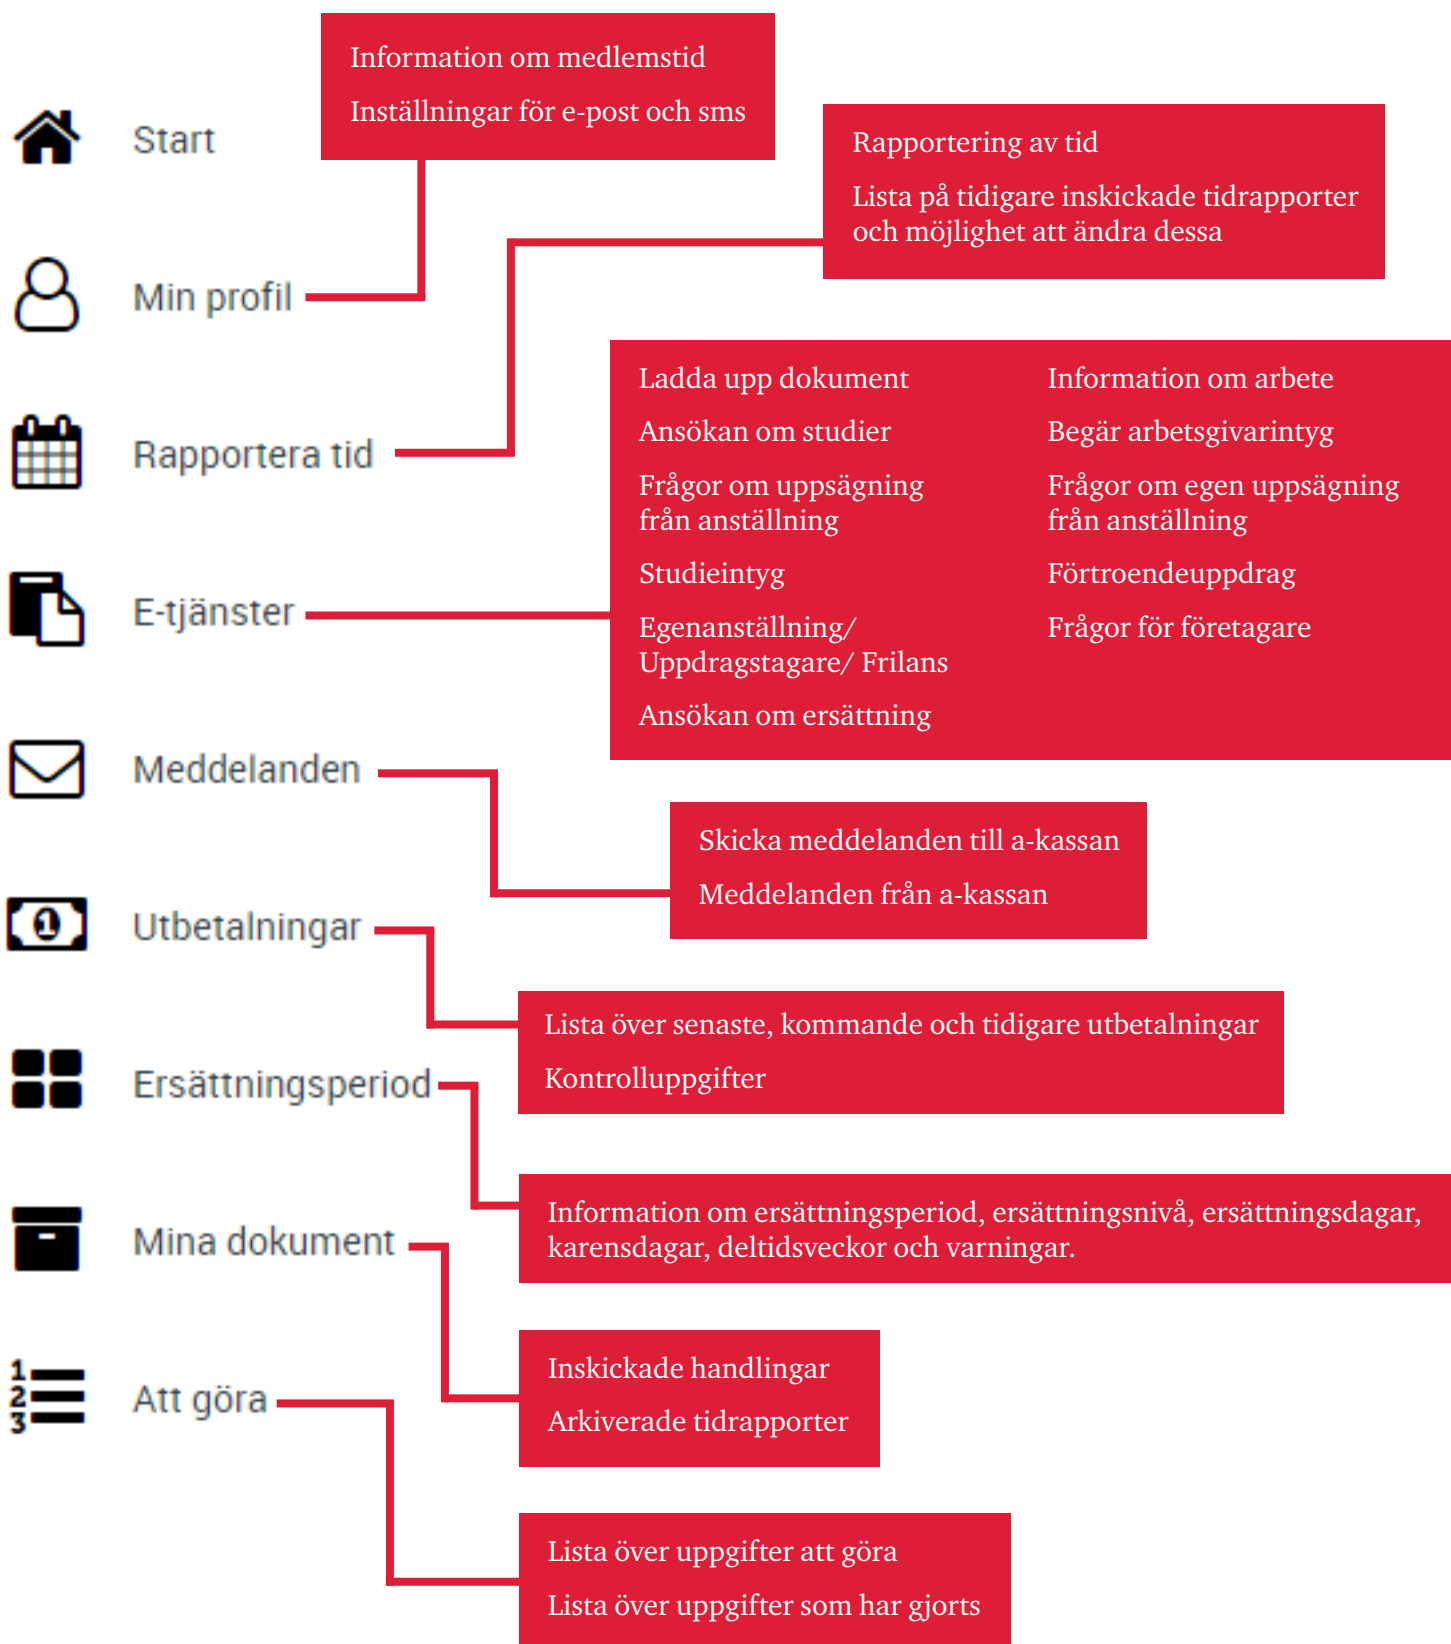 Information om medlemstid
Inställningar för e-post och sms
Start
Rapportering av tid
Lista på tidigare inskickade tidrapporter
och möjlighet att ändra dessa
Min profil
Rapportera tid
Ladda upp dokument
Ansökan om studier
Frågor om uppsägning
från anställning
Studieintyg
Egenanställning/
Uppdragstagare/ Frilans
Ansökan om ersättning
Information om arbete
Begär arbetsgivarintyg
Frågor om egen uppsägning
från anställning
Förtroendeuppdrag
Frågor för företagare
E-tjänster
Meddelanden
Skicka meddelanden till a-kassan
Meddelanden från a-kassan
1
Utbetalningar
Lista över senaste, kommande och tidigare utbetalningar
Kontrolluppgifter
Ersättningsperiod
Information om ersättningsperiod, ersättningsnivå, ersättningsdagar,
karensdagar, deltidsveckor och varningar.
Mina dokument
Inskickade handlingar
Arkiverade tidrapporter
1
2
3
Att göra
Lista över uppgifter att göra
Lista över uppgifter som har gjorts